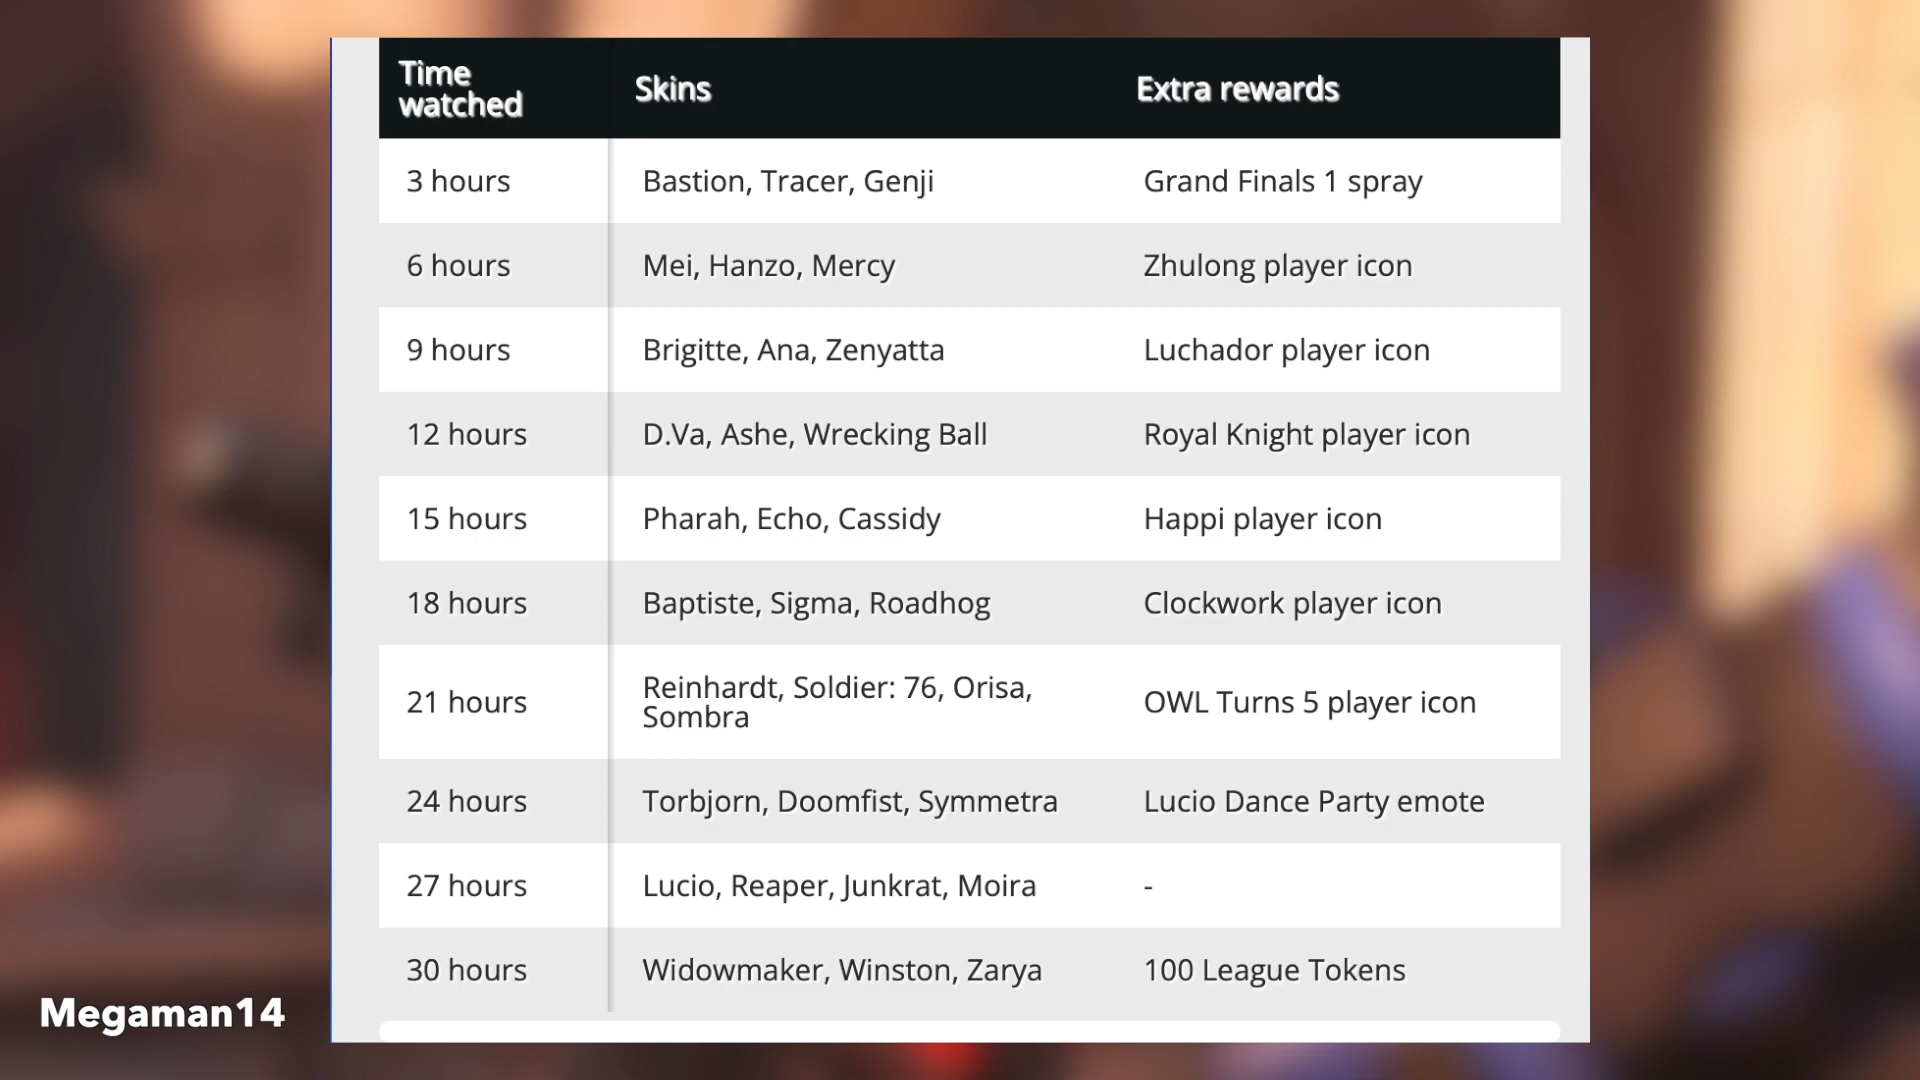 Time
watched
Skins
Extra rewards
3 hours
Bastion, Tracer, Genji
Grand Finals 1 spray
6 hours
Mei, Hanzo, Mercy
Zhulong player icon
9 hours
Brigitte, Ana, Zenyatta
Luchador player icon
12 hours
D.Va, Ashe, Wrecking Ball
Royal Knight player icon
15 hours
Pharah, Echo, Cassidy
Happi player icon
18 hours
Baptiste, Sigma, Roadhog
Clockwork player icon
21 hours
Reinhardt, Soldier: 76, Orisa,
Sombra
OWL Turns 5 player icon
24 hours
Torbjorn, Doomfist, Symmetra
Lucio Dance Party emote
27 hours
Lucio, Reaper, Junkrat, Moira
-
30 hours
Widowmaker, Winston, Zarya
100 League Tokens
Megaman14